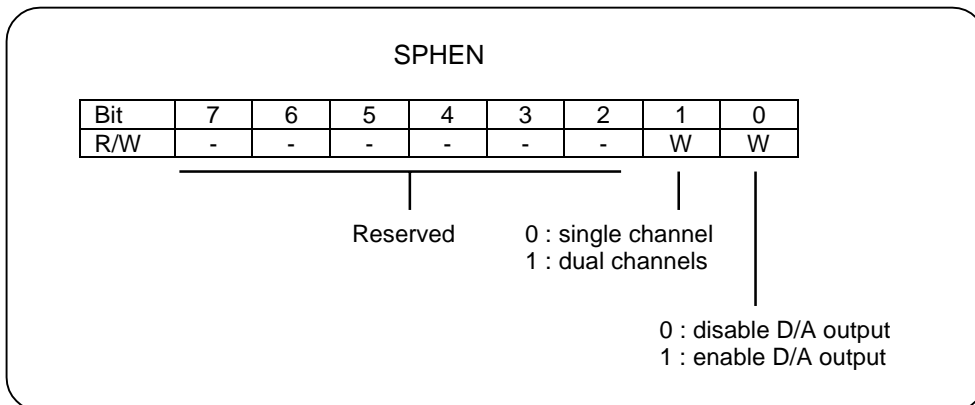 SPHEN
Bit 7 6 5 4 3 2 1 0
R/W - - - - - - W W
Reserved
0 : single channel
1 : dual channels
0 : disable D/A output
1 : enable D/A output